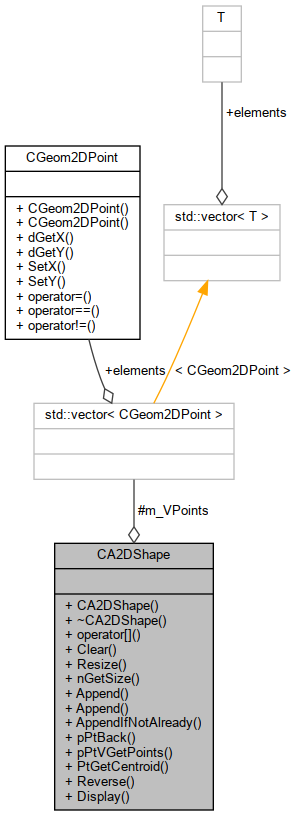 T
+elements
CGeom2DPoint
+ CGeom2DPoint()
+ CGeom2DPoint()
+ dGetX()
+ dGetY()
+ SetX()
+ SetY()
+ operator=()
+ operator==()
+ operator!=()
std::vector< T >
+elements
< CGeom2DPoint >
std::vector< CGeom2DPoint >
#m_VPoints
CA2DShape
+ CA2DShape()
+ ~CA2DShape()
+ operator[]()
+ Clear()
+ Resize()
+ nGetSize()
+ Append()
+ Append()
+ AppendIfNotAlready()
+ pPtBack()
+ pPtVGetPoints()
+ PtGetCentroid()
+ Reverse()
+ Display()